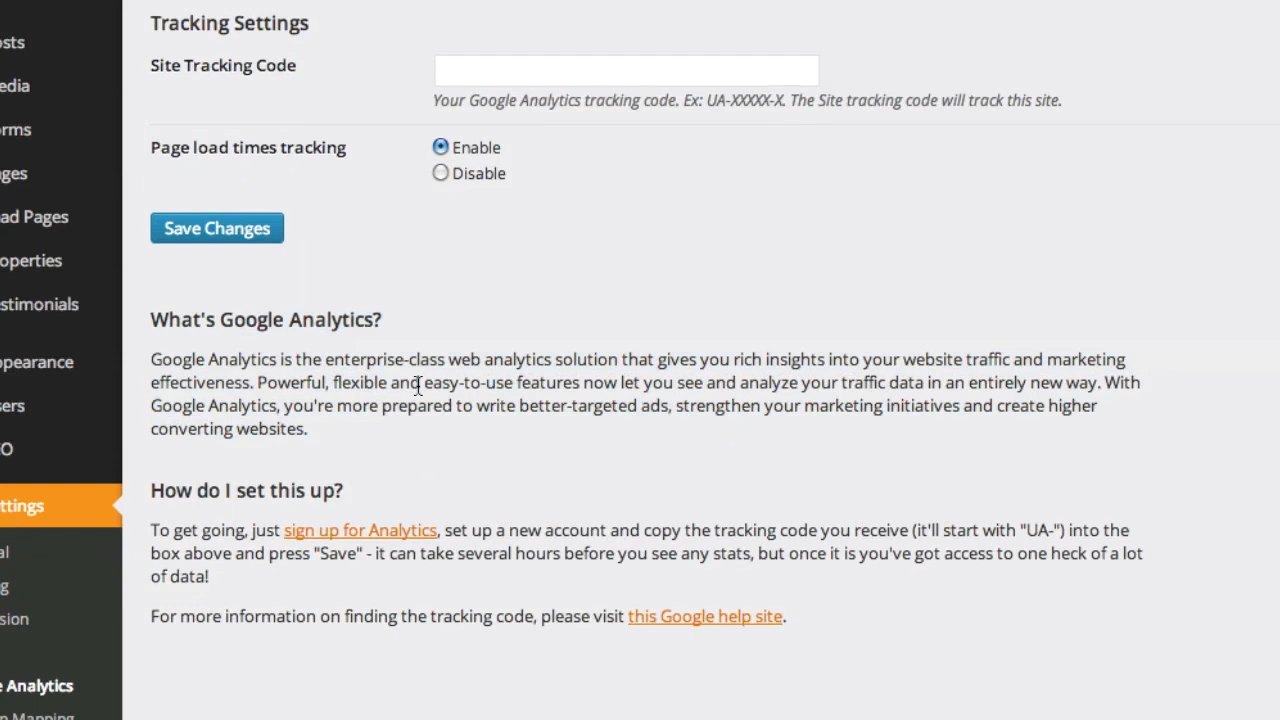 Tracking Settings
Site Tracking Code
Your Google Analytics tracking code. Ex: UA-XXXXX-X. The Site tracking code will track this site.
Page load times tracking
Enable
Disable
Save Changes
What's Google Analytics?
Google Analytics is the enterprise-class web analytics solution that gives you rich insights into your website traffic and marketing
effectiveness. Powerful, flexible and easy-to-use features now let you see and analyze your traffic data in an entirely new way. With
Google Analytics, you're more prepared to write better-targeted ads, strengthen your marketing initiatives and create higher
converting websites.
How do I set this up?
To get going, just sign up for Analytics, set up a new account and copy the tracking code you receive (it'll start with "UA-") into the
box above and press "Save" - it can take several hours before you see any stats, but once it is you've got access to one heck of a lot
of data!
For more information on finding the tracking code, please visit this Google help site.
osts
edia
orms
ges
ad Pages
operties
estimonials
ppearance
sers
O
ttings
al
g
sion
e Analytics
n Mapping